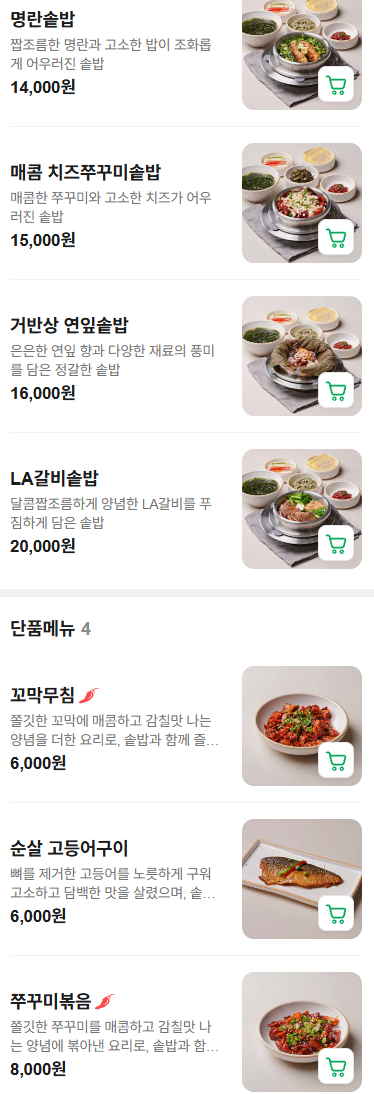 명란솥밥
짭조름한 명란과 고소한 밥이 조화롭
게 어우러진 솥밥
14,000원
매콤 치즈쭈꾸미솥밥
매콤한 쭈꾸미와 고소한 치즈가 어우
러진 솥밥
15,000원
거반상 연잎솥밥
은은한 연잎 향과 다양한 재료의 풍미
를 담은 정갈한 솥밥
16,000원
LA갈비솥밥
달콤짭조름하게 양념한 LA갈비를 푸
짐하게 담은 솥밥
20,000원
단품메뉴 4
꼬막무침
쫄깃한 꼬막에 매콤하고 감칠맛 나는
양념을 더한 요리로, 솥밥과 함께 즐...
6,000원
순살 고등어구이
뼈를 제거한 고등어를 노릇하게 구워
고소하고 담백한 맛을 살렸으며, 솥...
6,000원
쭈꾸미볶음
쫄깃한 쭈꾸미를 매콤하고 감칠맛 나
는 양념에 볶아낸 요리로, 솥밥과 함...
8,000원